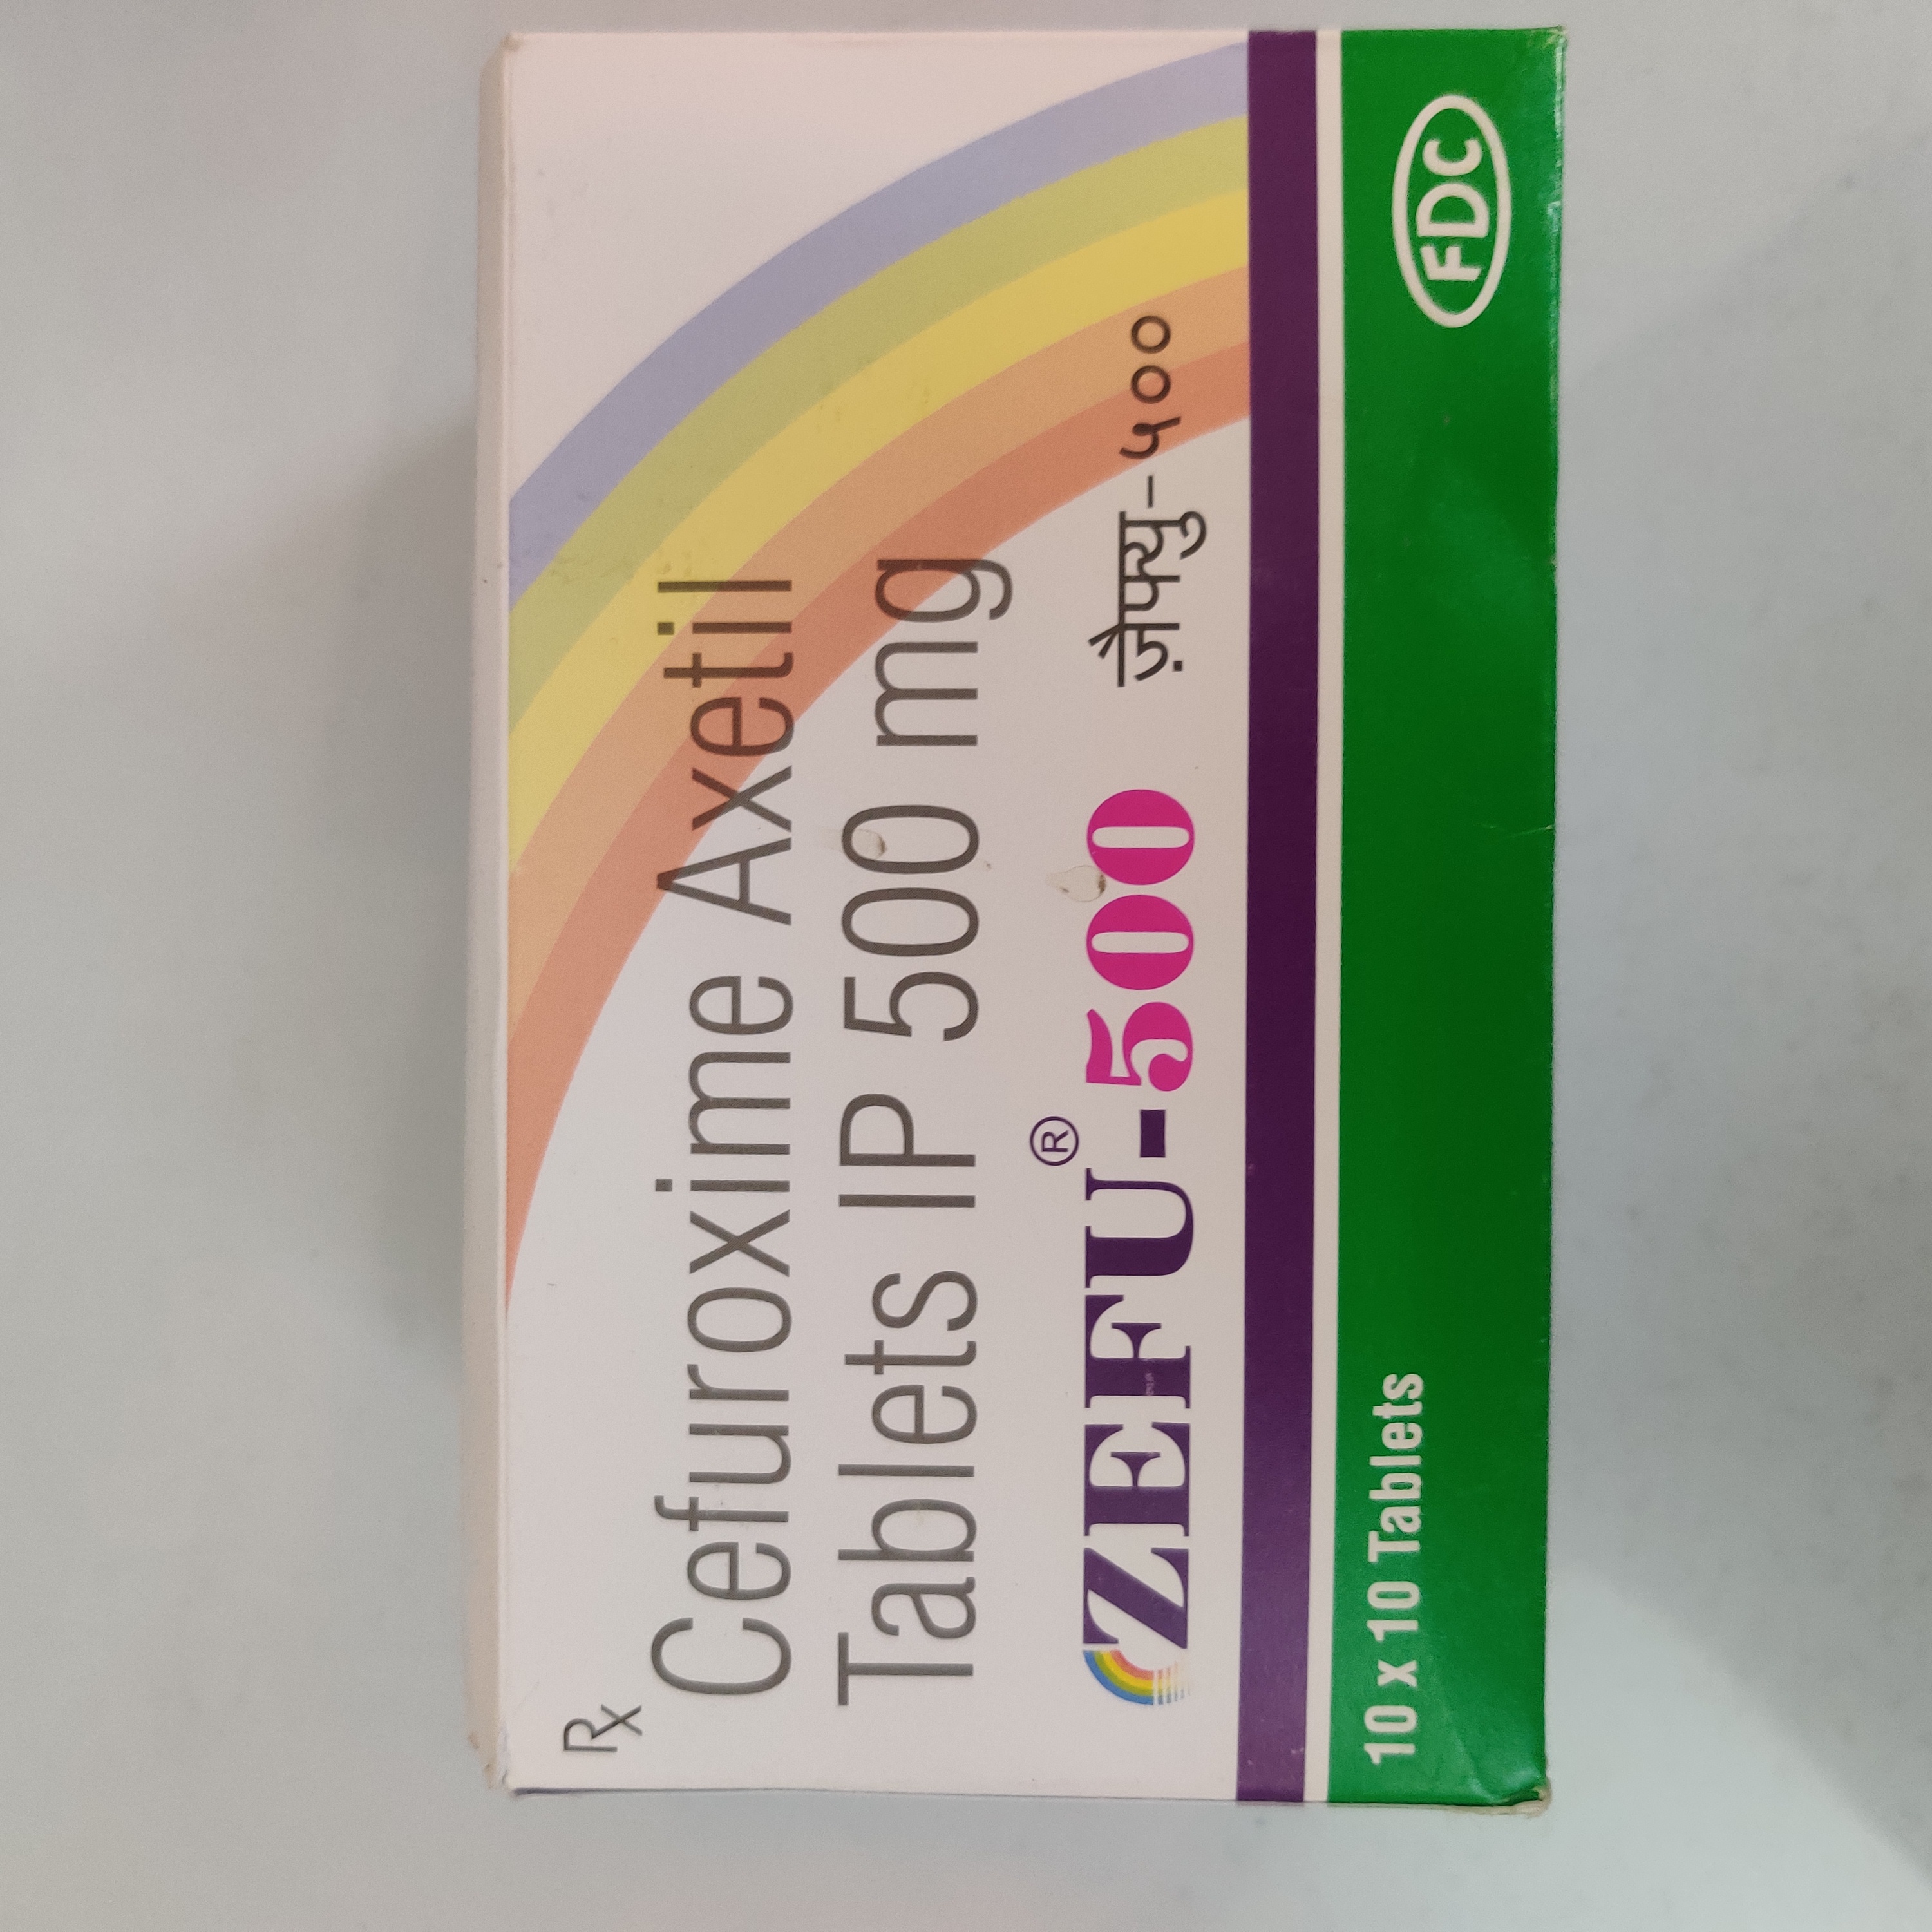 Rx
Cefuroxime Axetil
Tablets IP 500 mg
ZEFU®-500 ज़ेफ्यु-५००
10 x 10 Tablets
FDC